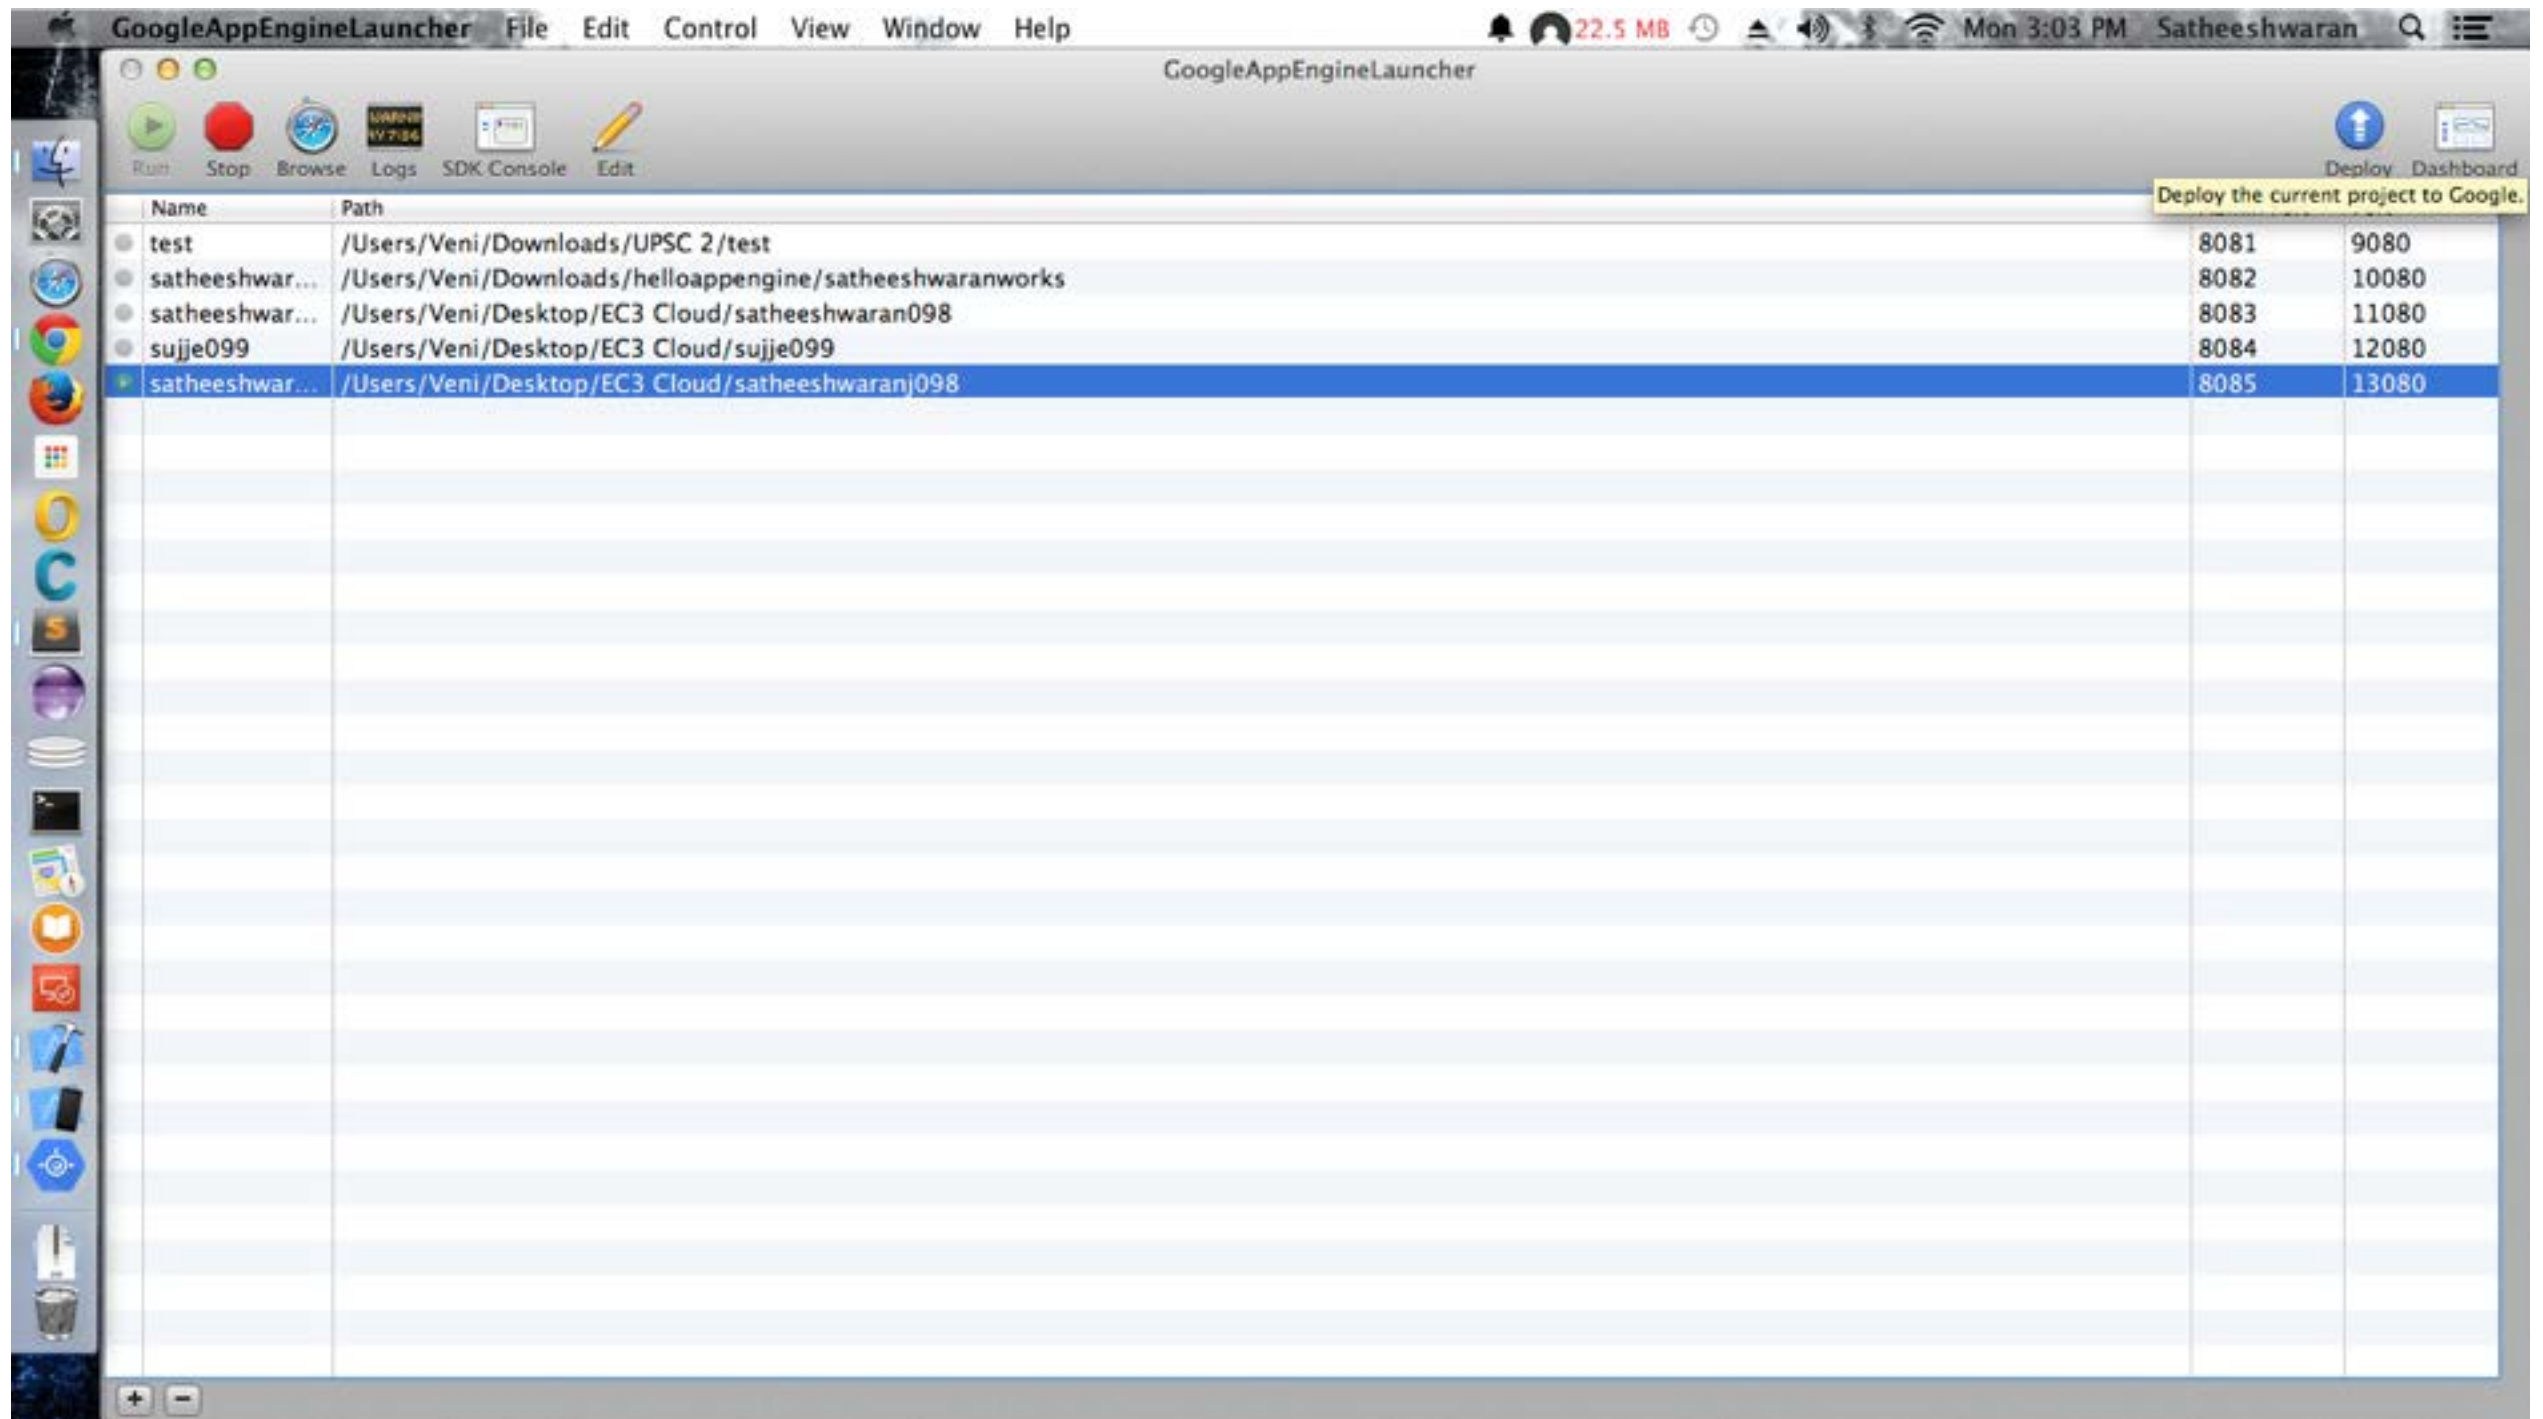 GoogleAppEngineLauncher File Edit Control View Window Help 22.5 MB Mon 3:03 PM Satheeshwaran
GoogleAppEngineLauncher
Run Stop Browse Logs SDK Console Edit Deploy Dashboard
Deploy the current project to Google.
Name Path
test /Users/Veni/Downloads/UPSC 2/test 8081 9080
satheeshwar... /Users/Veni/Downloads/helloappengine/satheeshwaranworks 8082 10080
satheeshwar... /Users/Veni/Desktop/EC3 Cloud/satheeshwaran098 8083 11080
sujje099 /Users/Veni/Desktop/EC3 Cloud/sujje099 8084 12080
satheeshwar... /Users/Veni/Desktop/EC3 Cloud/satheeshwaranj098 8085 13080